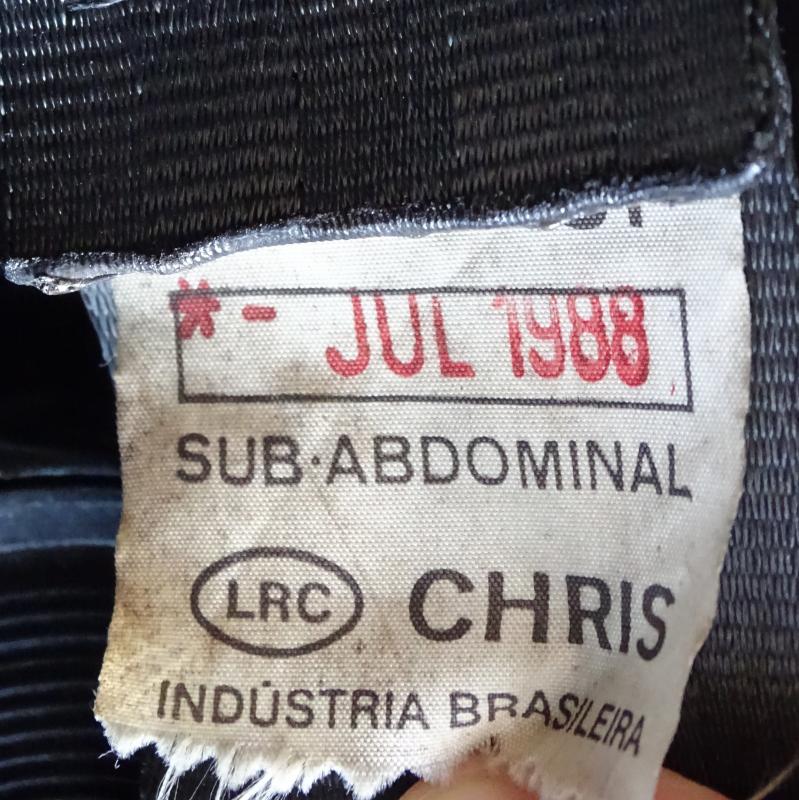 *- JUL 1988
SUB·ABDOMINAL
LRC CHRIS
INDÚSTRIA BRASILEIRA